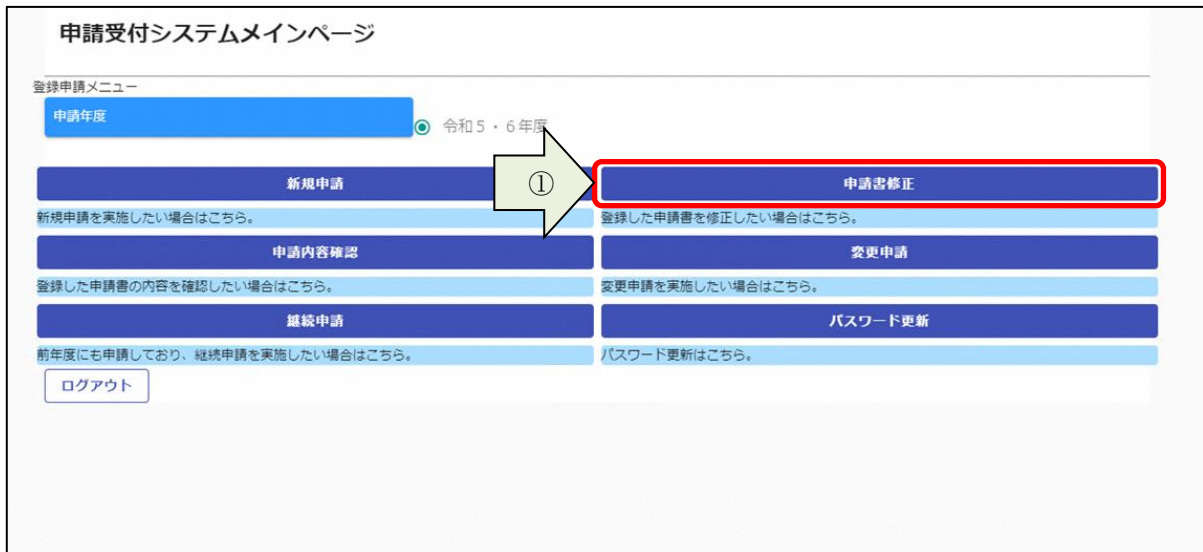 申請受付システムメインページ
登録申請メニュー
申請年度
令和5・6年度
①
新規申請
申請書修正
新規申請を実施したい場合はこちら。
登録した申請書を修正したい場合はこちら。
申請内容確認
変更申請
登録した申請書の内容を確認したい場合はこちら。
変更申請を実施したい場合はこちら。
継続申請
パスワード更新
前年度にも申請しており、継続申請を実施したい場合はこちら。
パスワード更新はこちら。
ログアウト